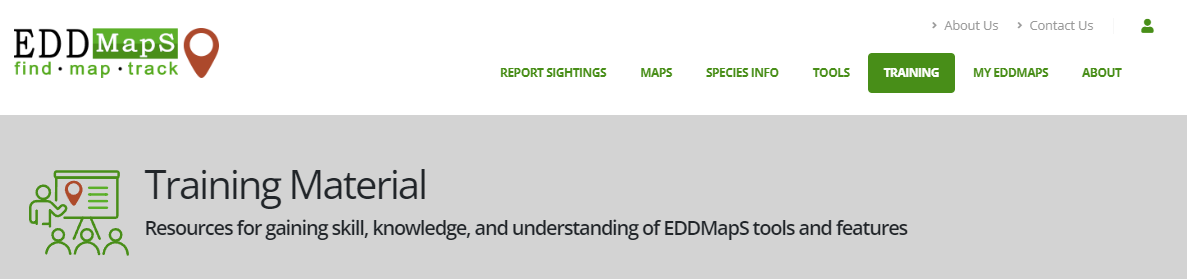 EDDMapS
find · map · track
About Us
Contact Us
REPORT SIGHTINGS
MAPS
SPECIES INFO
TOOLS
TRAINING
MY EDDMAPS
ABOUT
Training Material
Resources for gaining skill, knowledge, and understanding of EDDMapS tools and features